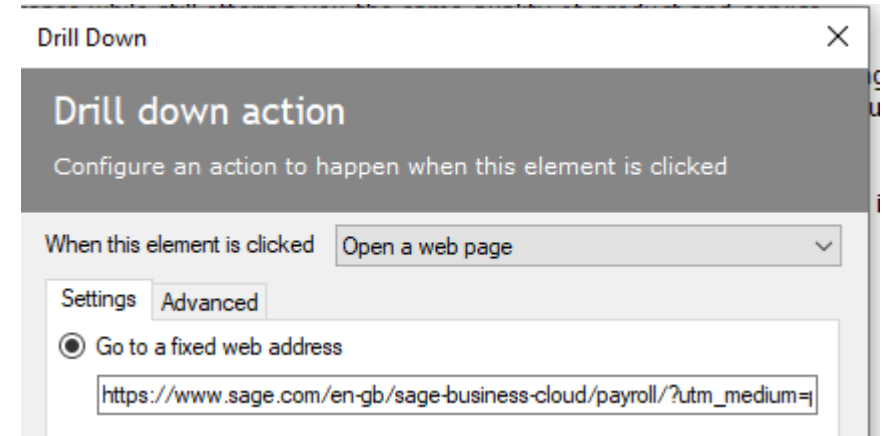 Drill Down
Drill down action
Configure an action to happen when this element is clicked
When this element is clicked Open a web page
Settings Advanced
Go to a fixed web address
https://www.sage.com/en-gb/sage-business-cloud/payroll/?utm_medium=